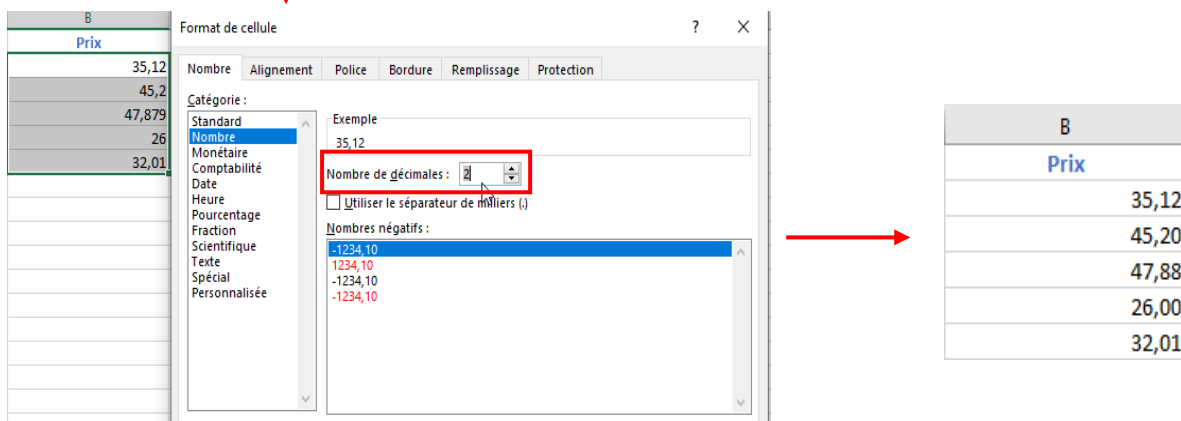 B
Prix
35,12
45,2
47,879
26
32,01
Format de cellule
?
Nombre Alignement Police Bordure Remplissage Protection
Catégorie :
Standard
Nombre
Monétaire
Comptabilité
Date
Heure
Pourcentage
Fraction
Scientifique
Texte
Spécial
Personnalisée
Exemple
35,12
Nombre de décimales : 2
Utiliser le séparateur de milliers (.)
Nombres négatifs :
-1234,10
1234,10
-1234,10
-1234,10
B
Prix
35,12
45,20
47,88
26,00
32,01